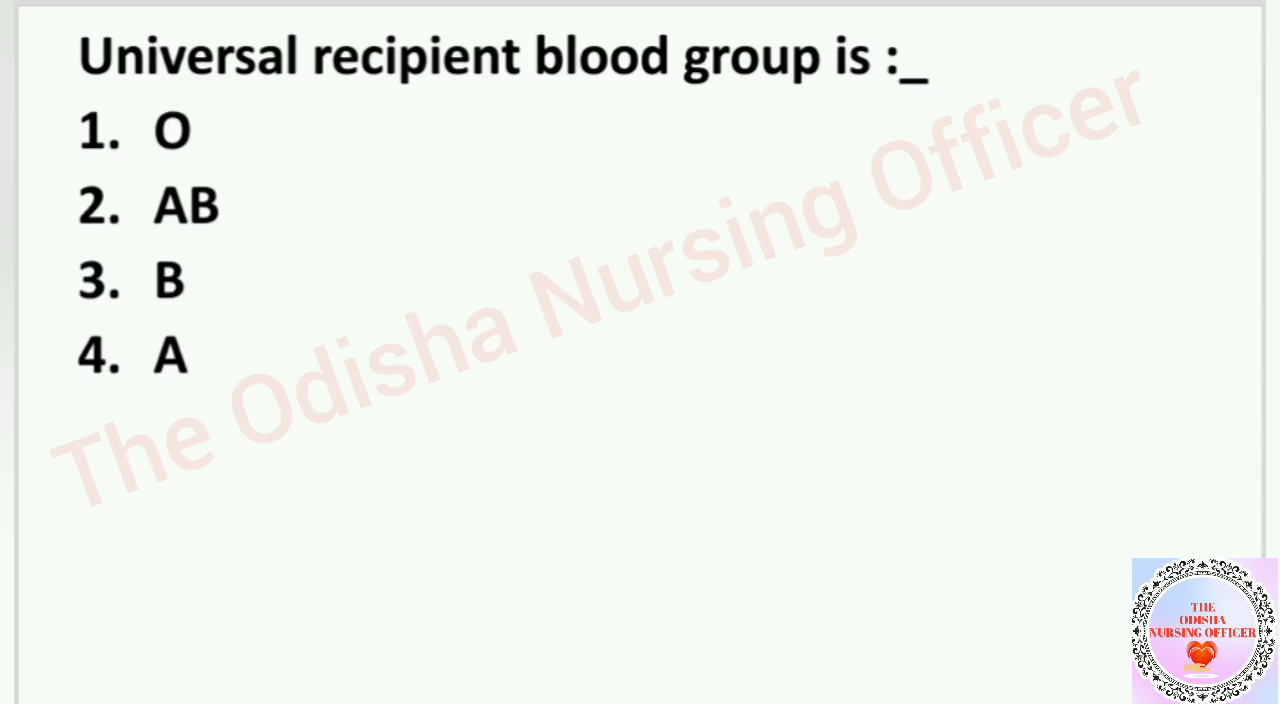 Universal recipient blood group is :_
1. O
2. AB
3. B
4. A
The Odisha Nursing Officer
THE
ODISHA
NURSING OFFICER